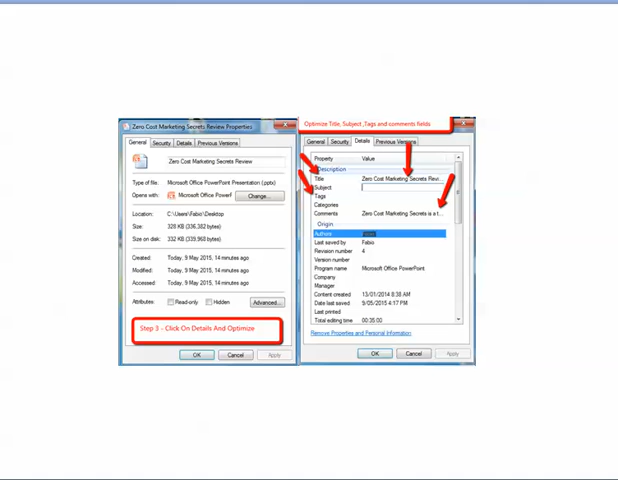 Zero Cost Marketing Secrets Review Properties
General Security Details Previous Versions
Zero Cost Marketing Secrets Review
Type of file: Microsoft OfficePowerPoint Presentation (.pptx)
Opens with: Microsoft Office Powerf Change...
Location: C:\Users\Fabio\Desktop
Size: 328 KB (336,382 bytes)
Size on disk: 332 KB (339,968 bytes)
Created: Today, 9 May 2015, 14 minutes ago
Modified: Today, 9 May 2015, 14 minutes ago
Accessed: Today, 9 May 2015, 14 minutes ago
Attributes: Read-only Hidden Advanced...
Step 3 - Click On Details And Optimize
OK Cancel Apply
Optimize Title, Subject ,Tags and comments fields
General Security Details Previous Versions
Property Value
Description
Title Zero Cost Marketing Secrets Revi...
Subject
Tags
Categories
Comments Zero Cost Marketing Secrets is a t...
Origin
Authors
Last saved by Fabio
Revision number 4
Version number
Program name Microsoft Office PowerPoint
Company
Manager
Content created 13/01/2014 8:38 AM
Date last saved 9/05/2015 4:17 PM
Last printed
Total editing time 00:35:00
Remove Properties and Personal Information
OK Cancel Apply